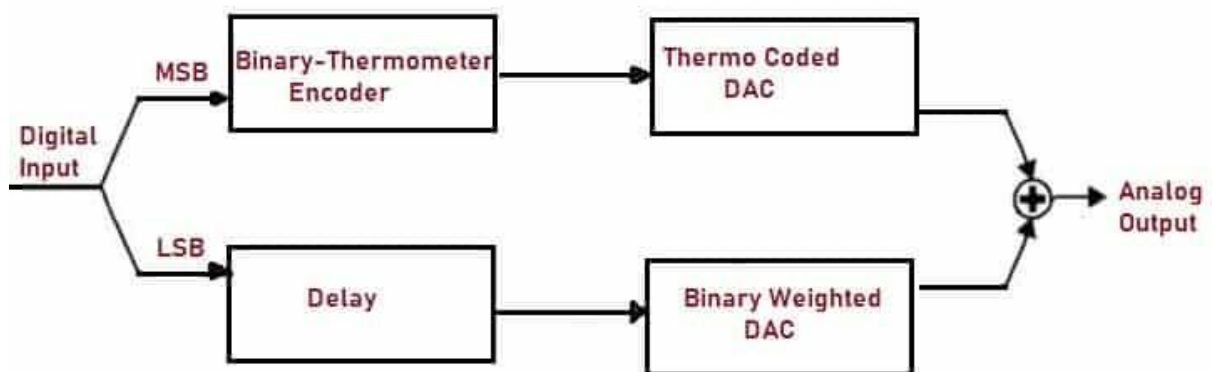 Digital
Input
MSB
Binary-Thermometer
Encoder
Thermo Coded
DAC
LSB
Delay
Binary Weighted
DAC
Analog
Output